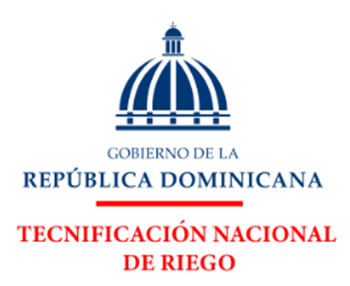 GOBIERNO DE LA
REPÚBLICA DOMINICANA
TECNIFICACIÓN NACIONAL
DE RIEGO